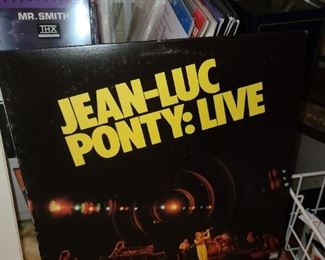 MR. SMITH
THX
JEAN-LUC
PONTY: LIVE